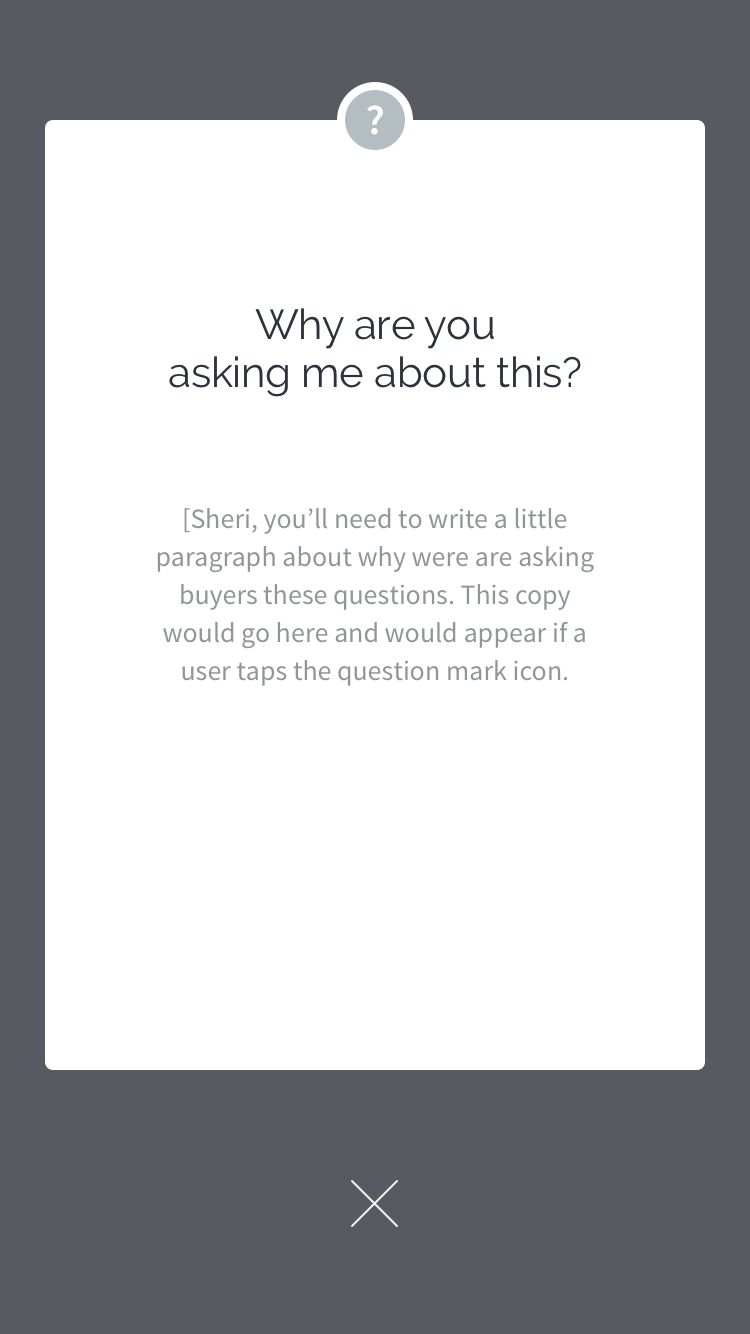 ?
Why are you
asking me about this?
[Sheri, you’ll need to write a little
paragraph about why were are asking
buyers these questions. This copy
would go here and would appear if a
user taps the question mark icon.